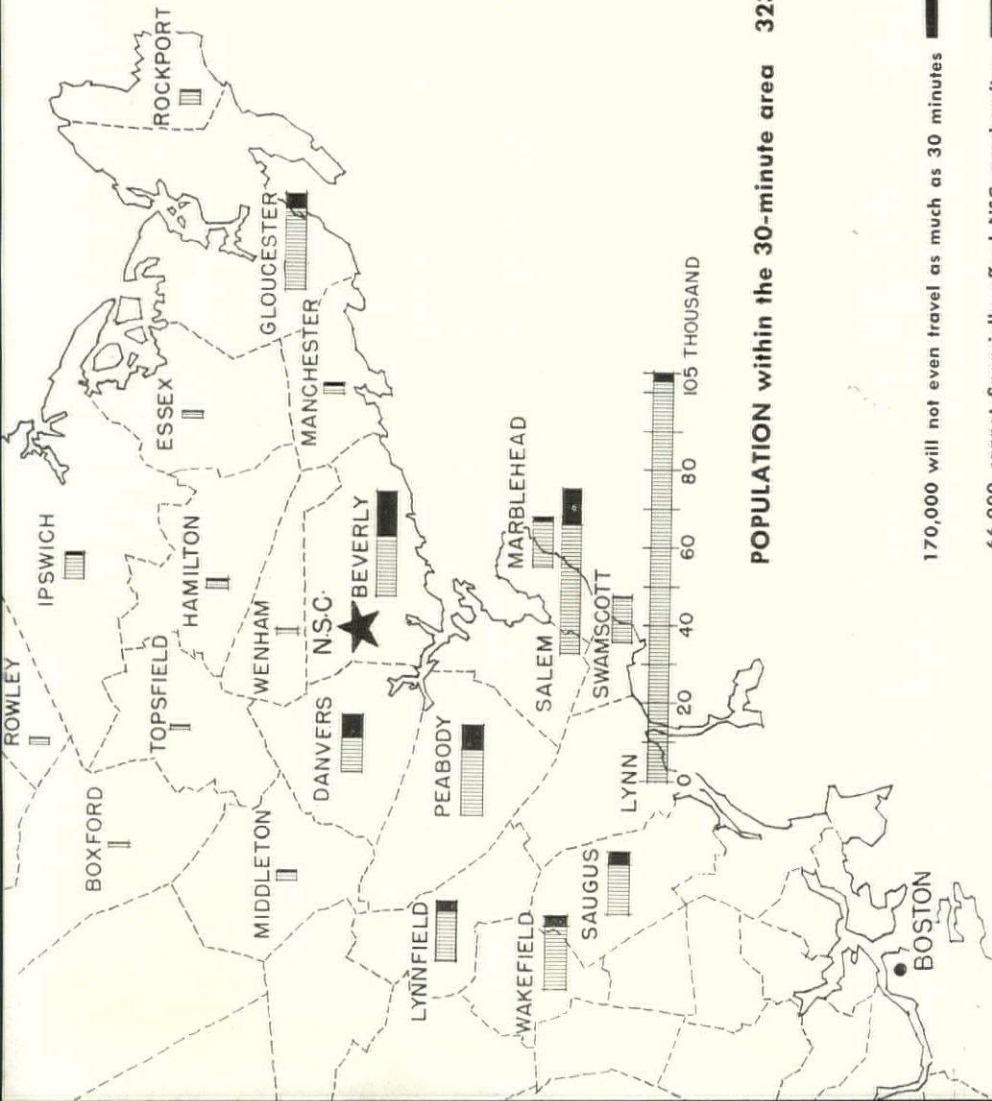 ROWLEY
IPSWICH
BOXFORD
TOPSFIELD
ROCKPORT
ESSEX
HAMILTON
MIDDLETON
WENHAM
GLOUCESTER
MANCHESTER
DANVERS
N.S.C.
BEVERLY
LYNNFIELD
PEABODY
MARBLEHEAD
WAKEFIELD
SALEM
SAUGUS
SWAMSCOTT
LYNN
0 20 40 60 80 105 THOUSAND
POPULATION within the 30-minute area 32
BOSTON
170,000 will not even travel as much as 30 minutes